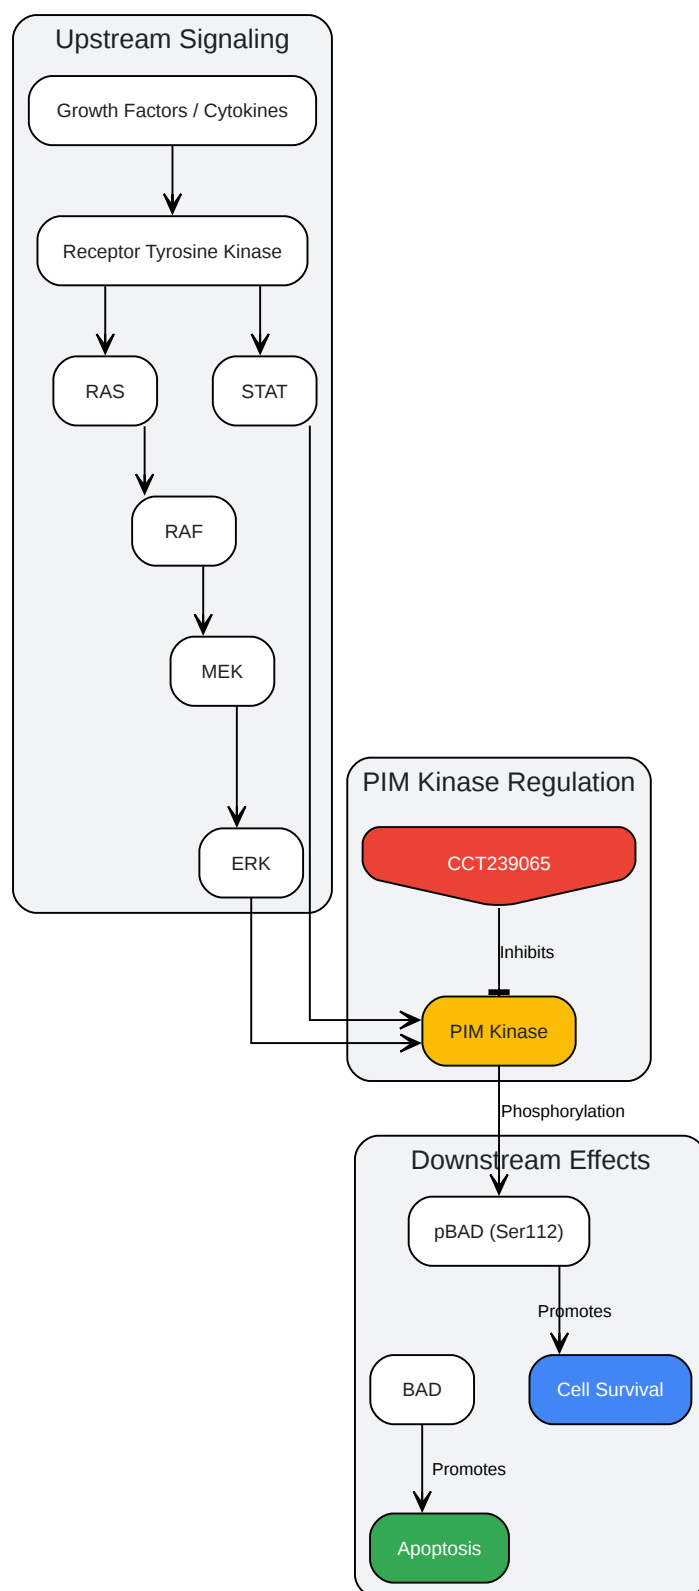 Upstream Signaling
Growth Factors / Cytokines
Receptor Tyrosine Kinase
RAS
STAT
RAF
MEK
ERK
PIM Kinase Regulation
CCT239065
Inhibits
PIM Kinase
Phosphorylation
Downstream Effects
pBAD (Ser112)
Promotes
BAD
Cell Survival
Promotes
Apoptosis